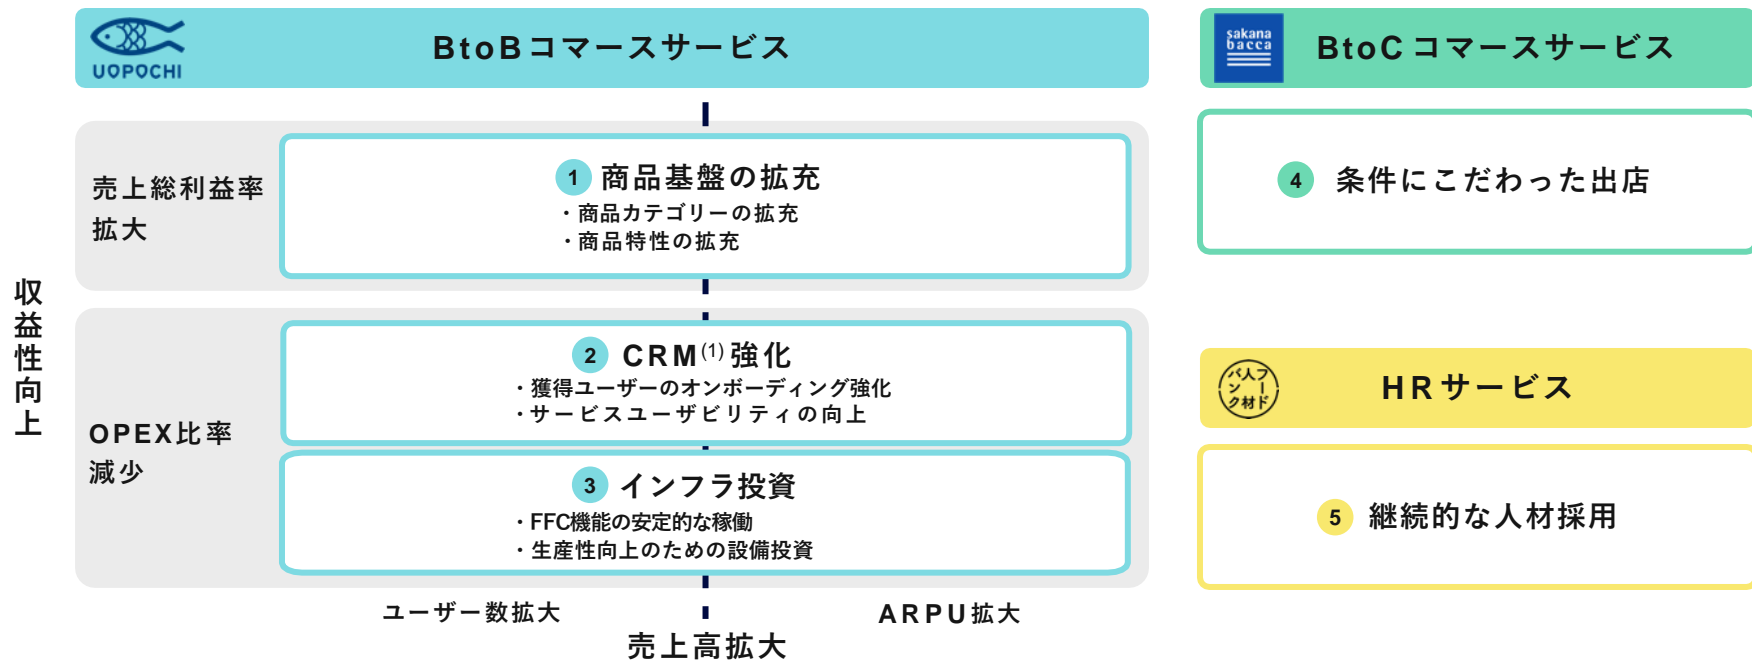 UOPOCHI
BtoBコマースサービス
売上総利益率
拡大
1 商品基盤の拡充
・商品カテゴリーの拡充
・商品特性の拡充
収益性向上
OPEX比率
減少
2 CRM(1)強化
・獲得ユーザーのオンボーディング強化
・サービスユーザビリティの向上
3 インフラ投資
・FFC機能の安定的な稼働
・生産性向上のための設備投資
ユーザー数拡大
ARPU拡大
売上高拡大
sakana
bacca
BtoCコマースサービス
4 条件にこだわった出店
フード
人材
バンク
HRサービス
5 継続的な人材採用